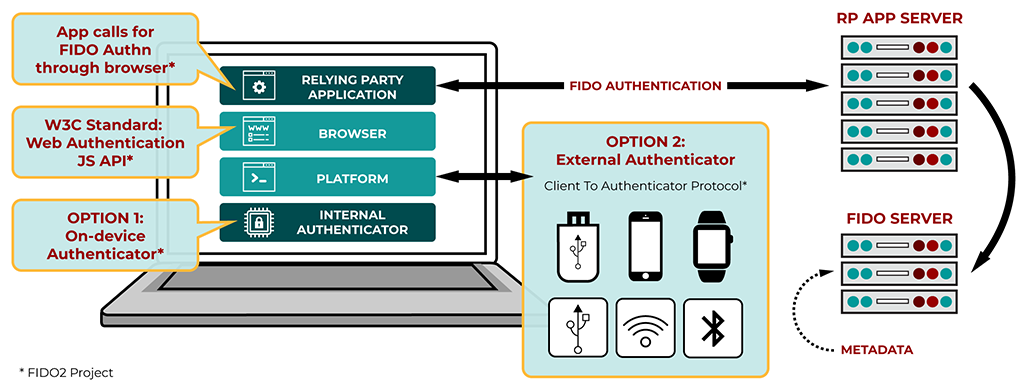 App calls for
FIDO Authn
through browser*
W3C Standard:
Web Authentication
JS API*
OPTION 1:
On-device
Authenticator*
RELYING PARTY
APPLICATION
WWW
BROWSER
PLATFORM
INTERNAL
AUTHENTICATOR
FIDO AUTHENTICATION
OPTION 2:
External Authenticator
Client To Authenticator Protocol*
RP APP SERVER
FIDO SERVER
METADATA
* FIDO2 Project